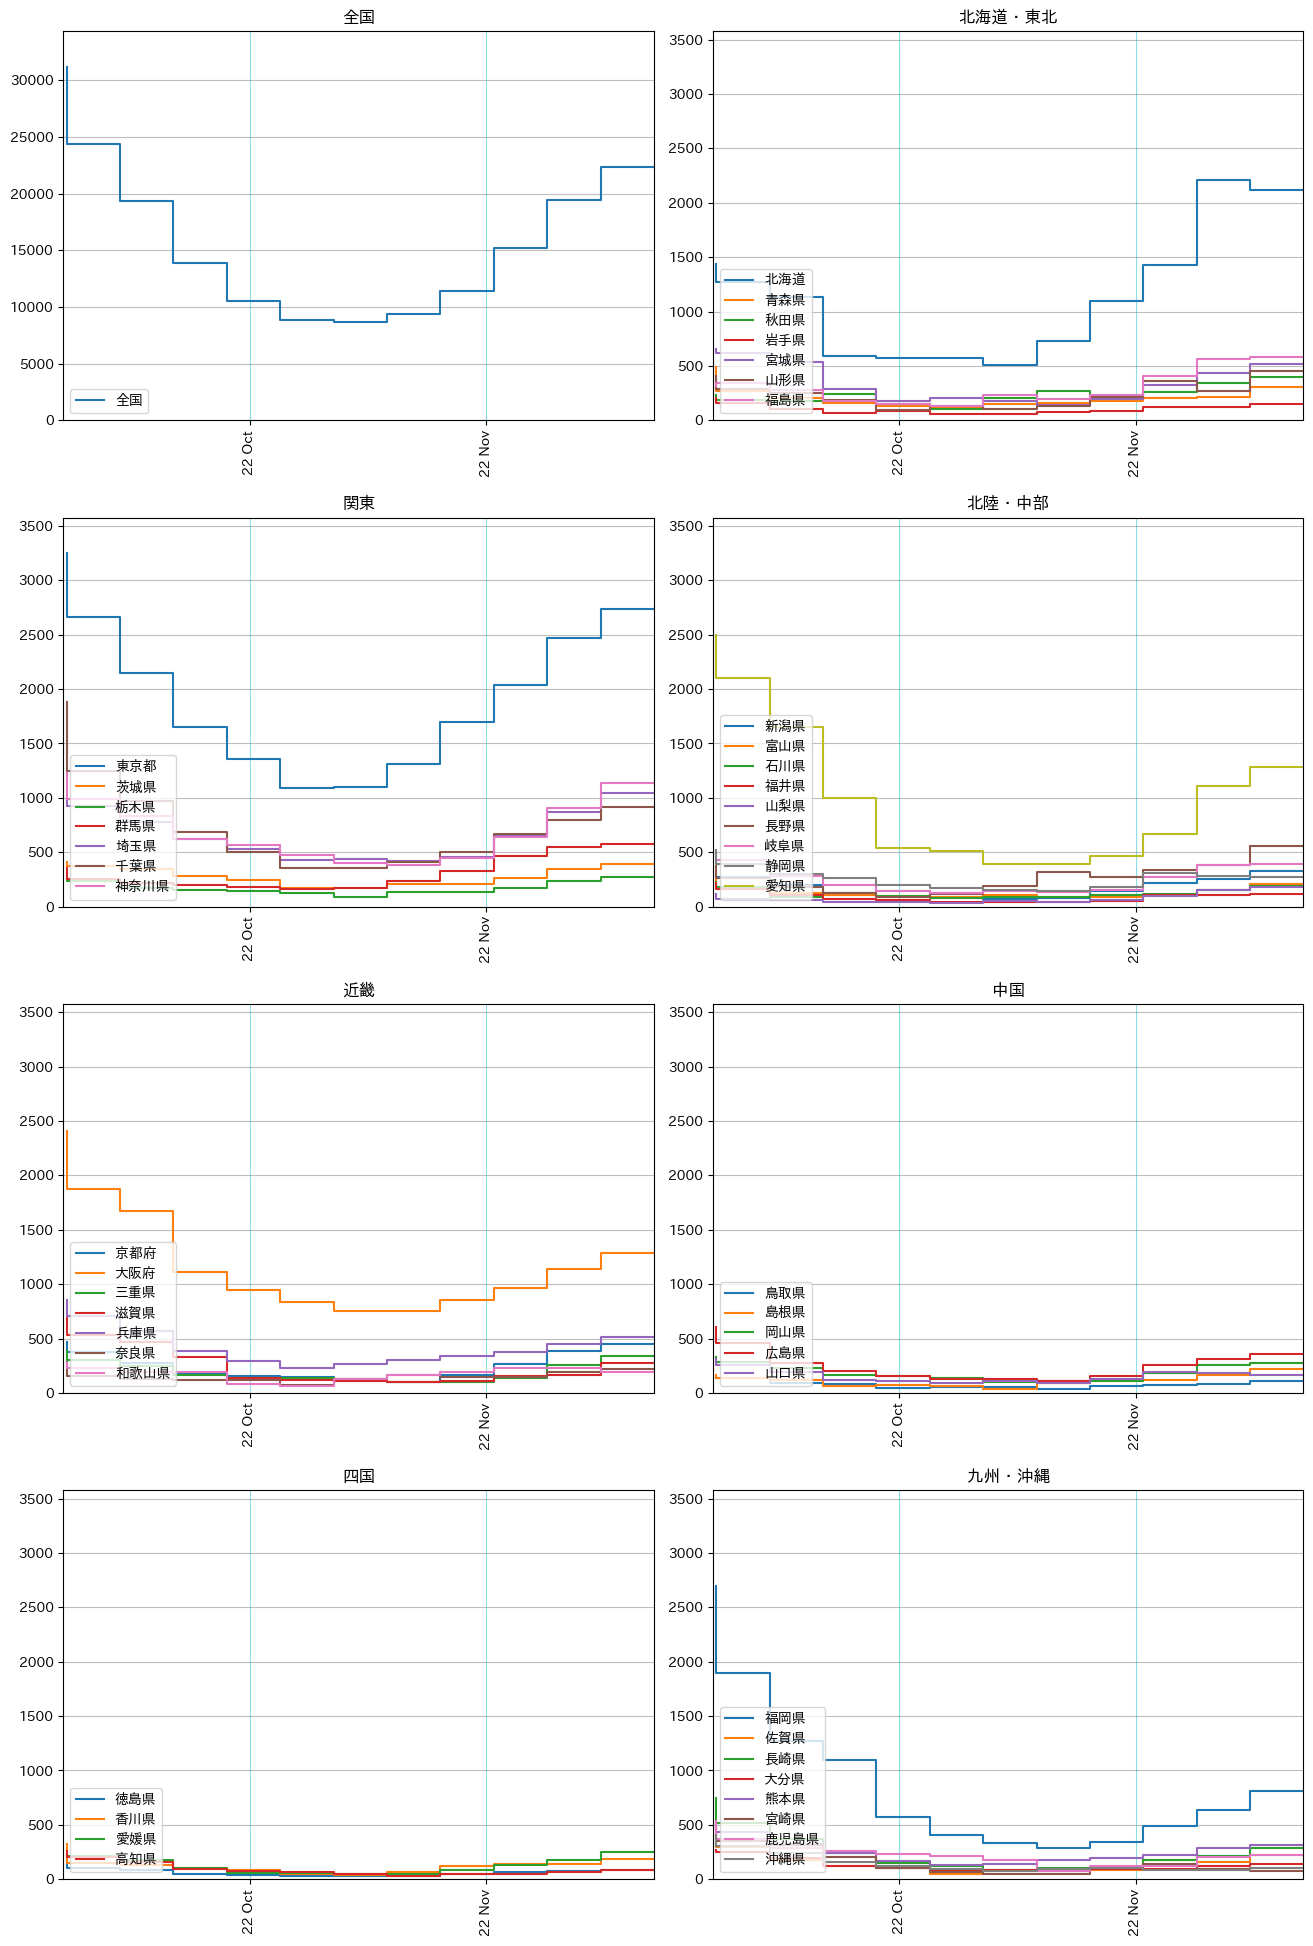 全国
30000
25000
20000
15000
10000
5000
0
全国
22 Oct
22 Nov
北海道・東北
3500
3000
2500
2000
1500
1000
500
0
北海道
青森県
秋田県
岩手県
宮城県
山形県
福島県
22 Oct
22 Nov
関東
3500
3000
2500
2000
1500
1000
500
0
東京都
茨城県
栃木県
群馬県
埼玉県
千葉県
神奈川県
22 Oct
22 Nov
北陸・中部
3500
3000
2500
2000
1500
1000
500
0
新潟県
富山県
石川県
福井県
山梨県
長野県
岐阜県
静岡県
愛知県
22 Oct
22 Nov
近畿
3500
3000
2500
2000
1500
1000
500
0
京都府
大阪府
三重県
滋賀県
兵庫県
奈良県
和歌山県
22 Oct
22 Nov
中国
3500
3000
2500
2000
1500
1000
500
0
鳥取県
島根県
岡山県
広島県
山口県
22 Oct
22 Nov
四国
3500
3000
2500
2000
1500
1000
500
0
徳島県
香川県
愛媛県
高知県
22 Oct
22 Nov
九州・沖縄
3500
3000
2500
2000
1500
1000
500
0
福岡県
佐賀県
長崎県
大分県
熊本県
宮崎県
鹿児島県
沖縄県
22 Oct
22 Nov